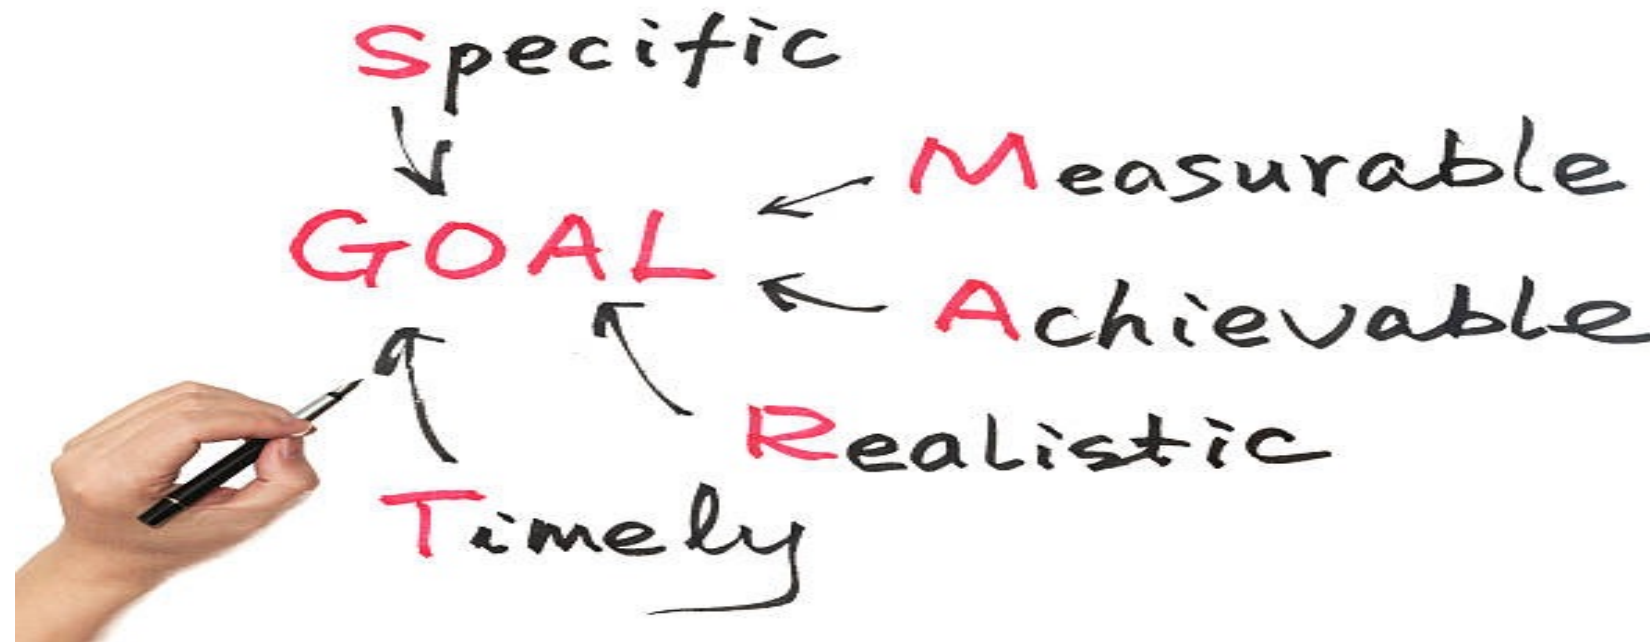 Specific
Measurable
GOAL
Achievable
Realistic
Timely